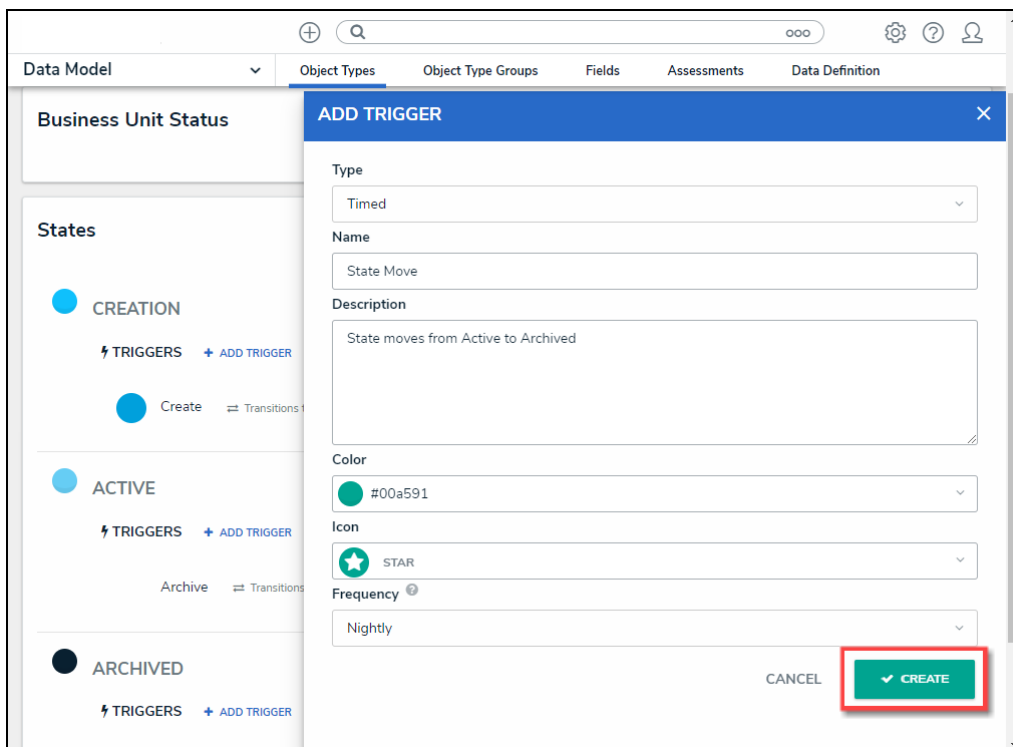 ooo
Data Model
Object Types
Object Type Groups
Fields
Assessments
Data Definition
Business Unit Status
States
CREATION
TRIGGERS + ADD TRIGGER
Create Transitions
ACTIVE
TRIGGERS + ADD TRIGGER
Archive Transitions
ARCHIVED
TRIGGERS + ADD TRIGGER
ADD TRIGGER
Type
Timed
Name
State Move
Description
State moves from Active to Archived
Color
#00a591
Icon
STAR
Frequency ?
Nightly
CANCEL
CREATE